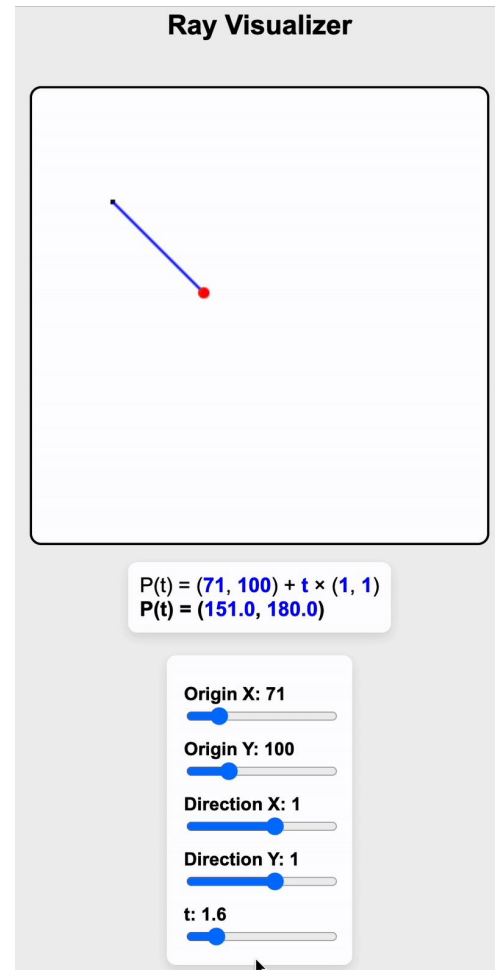 Ray Visualizer
P(t) = (71, 100) + t × (1, 1)
P(t) = (151.0, 180.0)
Origin X: 71
Origin Y: 100
Direction X: 1
Direction Y: 1
t: 1.6